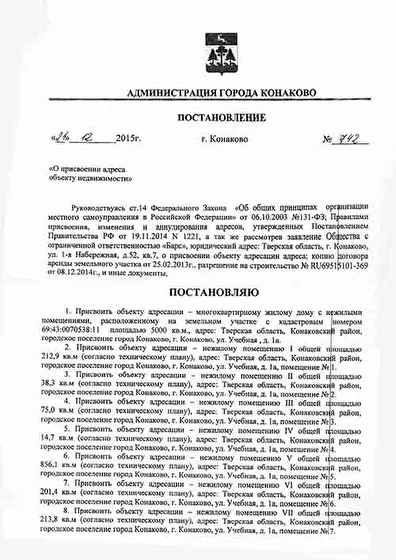 АДМИНИСТРАЦИЯ ГОРОДА КОНАКОВО
ПОСТАНОВЛЕНИЕ
«21» 12 2015г. г. Конаково № 742
«О присвоении адреса
объекту недвижимости»
Руководствуясь ст.14 Федерального Закона «Об общих принципах организации
местного самоуправления в Российской Федерации» от 06.10.2003 №131-ФЗ; Правилами
присвоения, изменения и аннулирования адресов, утвержденных Постановлением
Правительства РФ от 19.11.2014 N 1221, а так же рассмотрев заявление Общества с
ограниченной ответственностью «Барс», юридический адрес: Тверская область, г. Конаково,
ул. 1-я Набережная, д.52, кв.7, о присвоении объекту адресации адреса; копию договора
аренды земельного участка от 25.02.2013г., разрешение на строительство № RU69515101-369
от 08.12.2014г., и иные документы,
ПОСТАНОВЛЯЮ
1. Присвоить объекту адресации – многоквартирному жилому дому с нежилыми
помещениями, расположенному на земельном участке с кадастровым номером
69:43:0070538:11 площадью 5000 кв.м., адрес: Тверская область, Конаковский район,
городское поселение город Конаково, г. Конаково, ул. Учебная , д. 1а.
2. Присвоить объекту адресации – нежилому помещению I общей площадью
212,9 кв.м (согласно техническому плану), адрес: Тверская область, Конаковский район,
городское поселение город Конаково, г. Конаково, ул. Учебная, д. 1а, помещение №1.
3. Присвоить объекту адресации – нежилому помещению II общей площадью
38,3 кв.м (согласно техническому плану), адрес: Тверская область, Конаковский район,
городское поселение город Конаково, г. Конаково, ул. Учебная, д. 1а, помещение №2.
4. Присвоить объекту адресации – нежилому помещению III общей площадью
75,0 кв.м (согласно техническому плану), адрес: Тверская область, Конаковский район,
городское поселение город Конаково, г. Конаково, ул. Учебная, д. 1а, помещение №3.
5. Присвоить объекту адресации – нежилому помещению IV общей площадью
14,7 кв.м (согласно техническому плану), адрес: Тверская область, Конаковский район,
городское поселение город Конаково, г. Конаково, ул. Учебная, д. 1а, помещение №4.
6. Присвоить объекту адресации – нежилому помещению V общей площадью
856,1 кв.м (согласно техническому плану), адрес: Тверская область, Конаковский район,
городское поселение город Конаково, г. Конаково, ул. Учебная, д. 1а, помещение №5.
7. Присвоить объекту адресации – нежилому помещению VI общей площадью
201,4 кв.м (согласно техническому плану), адрес: Тверская область, Конаковский район,
городское поселение город Конаково, г. Конаково, ул. Учебная, д. 1а, помещение № 6.
8. Присвоить объекту адресации – нежилому помещению VII общей площадью
213,8 кв.м (согласно техническому плану), адрес: Тверская область, Конаковский район,
городское поселение город Конаково, г. Конаково, ул. Учебная, д. 1а, помещение №7.